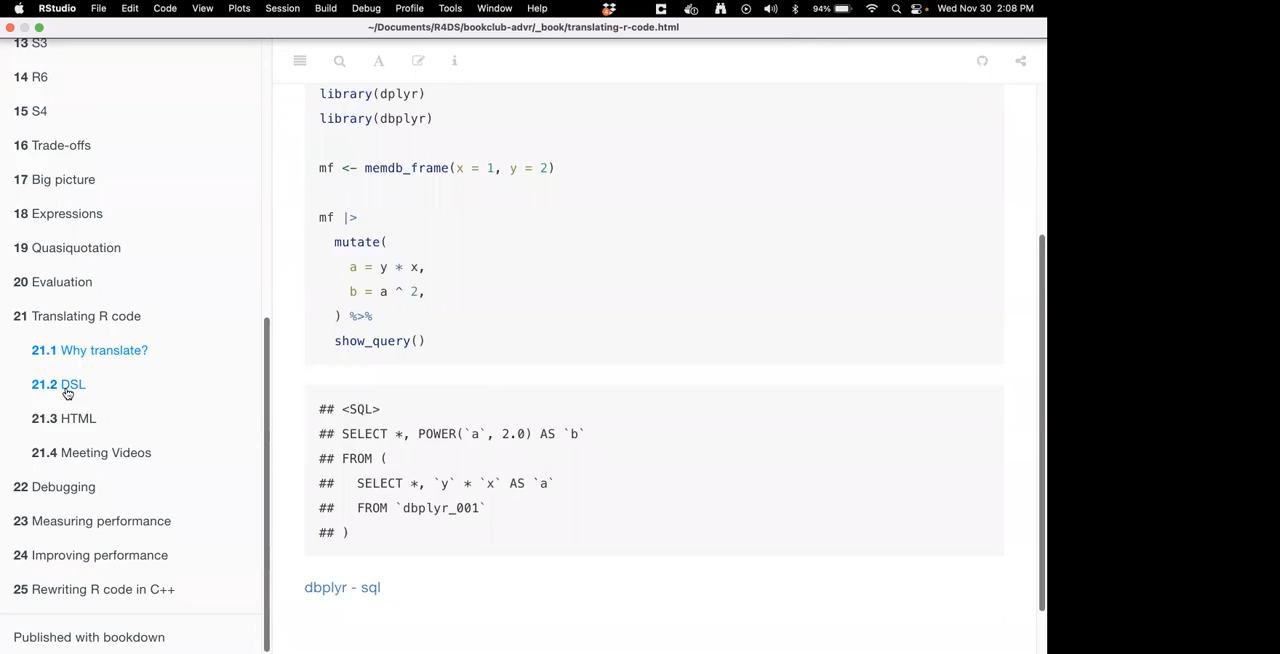 RStudio File Edit Code View Plots Session Build Debug Profile Tools Window Help 94% Wed Nov 30 2:08 PM
~/Documents/R4DS/bookclub-advr/_book/translating-r-code.html
13 S3
14 R6
15 S4
16 Trade-offs
17 Big picture
18 Expressions
19 Quasiquotation
20 Evaluation
21 Translating R code
21.1 Why translate?
21.2 DSL
21.3 HTML
21.4 Meeting Videos
22 Debugging
23 Measuring performance
24 Improving performance
25 Rewriting R code in C++
Published with bookdown
library(dplyr)
library(dbplyr)
mf <- memdb_frame(x = 1, y = 2)
mf |>
mutate(
a = y * x,
b = a ^ 2,
) %>%
show_query()
## <SQL>
## SELECT *, POWER(`a`, 2.0) AS `b`
## FROM (
##   SELECT *, `y` * `x` AS `a`
##   FROM `dbplyr_001`
## )
dbplyr - sql